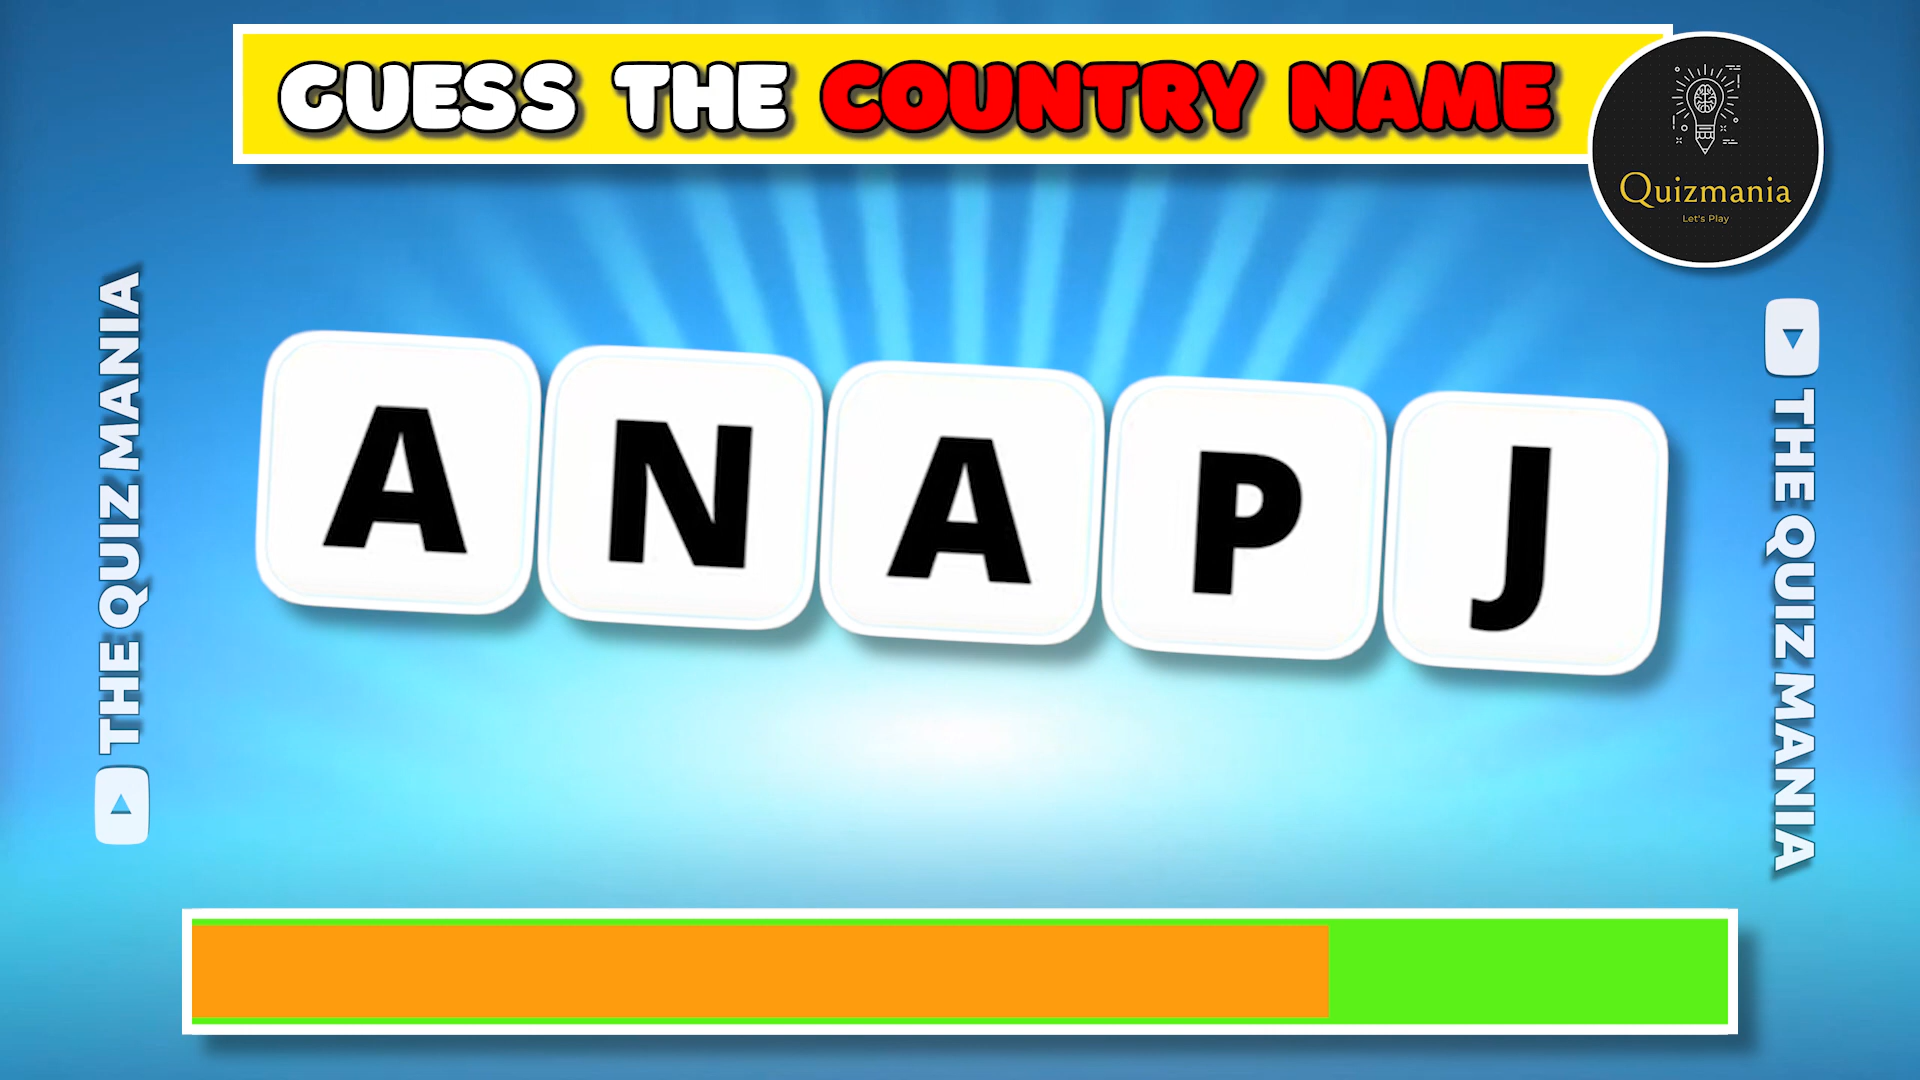 GUESS THE COUNTRY NAME
Quizmania
Let's Play
THE QUIZ MANIA
A N A P J
THE QUIZ MANIA